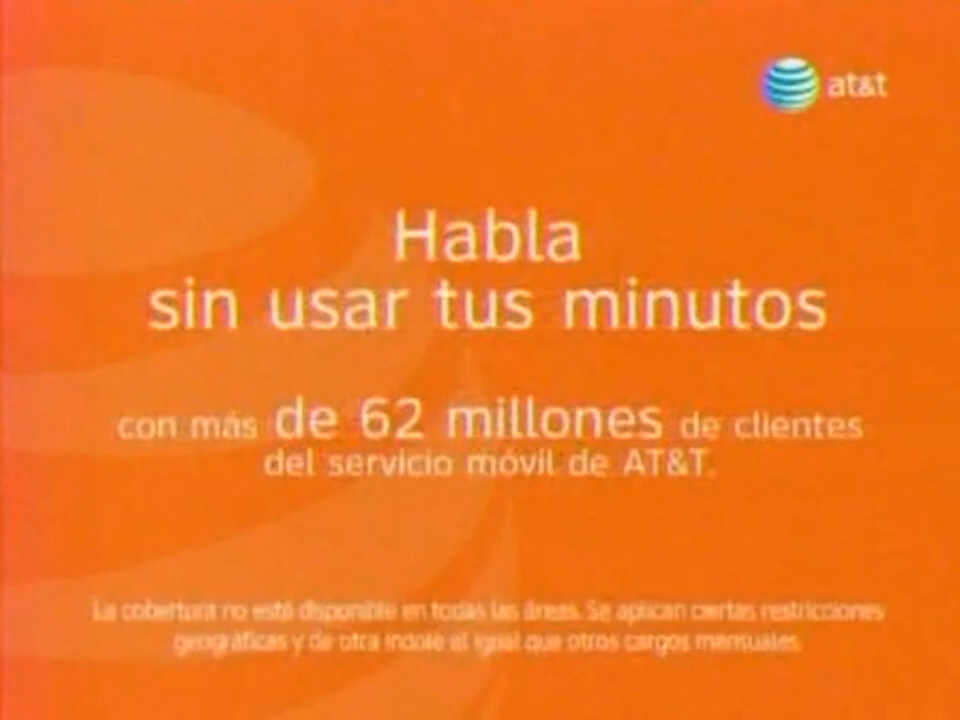 at&t
Habla
sin usar tus minutos
con más de 62 millones de clientes
del servicio móvil de AT&T.
La cobertura no está disponible en todas las áreas. Se aplican ciertas restricciones
geográficas y de otra índole al igual que otros cargos mensuales.